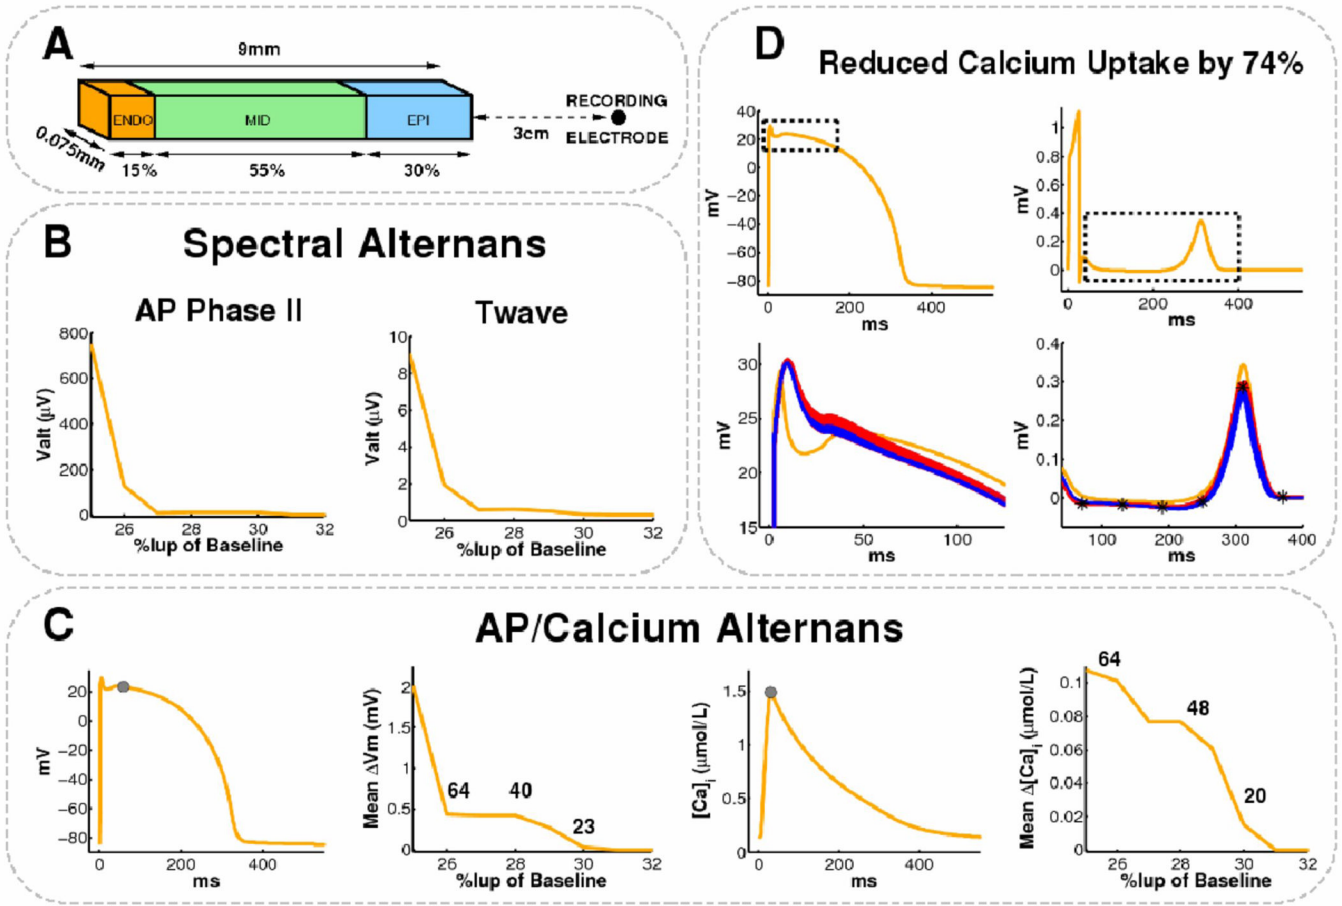 A
9mm
ENDO
MID
EPI
RECORDING
ELECTRODE
3cm
0.075mm
15%
55%
30%
B
Spectral Alternans
AP Phase II
Twave
800
600
400
200
0
Valt (μV)
26
28
30
32
%Iup of Baseline
10
8
6
4
2
0
Valt (μV)
26
28
30
32
%Iup of Baseline
D
Reduced Calcium Uptake by 74%
40
20
0
−20
−40
−60
−80
mV
0
200
400
ms
1
0.8
0.6
0.4
0.2
0
mV
0
200
400
ms
30
25
20
15
mV
0
50
100
ms
0.4
0.3
0.2
0.1
0
mV
100
200
300
400
ms
C
AP/Calcium Alternans
20
0
−20
−40
−60
−80
mV
0
200
400
ms
2
1.5
1
0.5
0
Mean ΔVm (mV)
64
40
23
26
28
30
32
%Iup of Baseline
1.5
1
0.5
0
[Ca]i (μmol/L)
0
200
400
ms
0.1
0.08
0.06
0.04
0.02
0
Mean Δ[Ca]i (μmol/L)
64
48
20
26
28
30
32
%Iup of Baseline